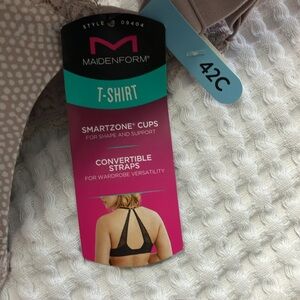 STYLE 09404
M
MAIDENFORM®
T-SHIRT
SMARTZONE® CUPS
FOR SHAPE AND SUPPORT
CONVERTIBLE
STRAPS
FOR WARDROBE VERSATILITY
42C